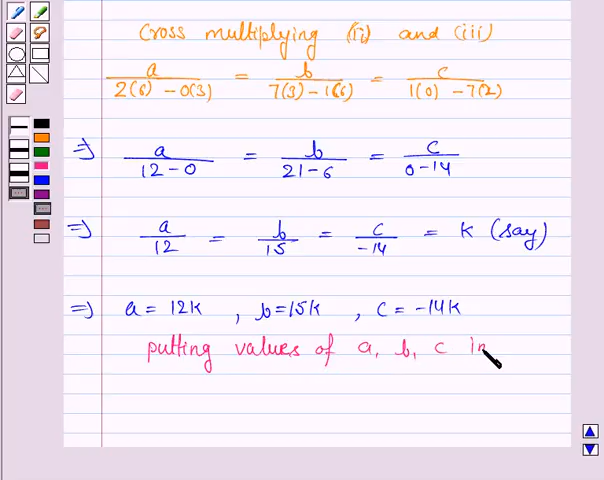 Cross multiplying (ii) and (iii)
a/(2(6) - 0(3)) = b/(7(3) - 1(6) = c/(1(0) - 7(2))
⇒ a/(12-0) = b/(21-6) = c/(0-14)
⇒ a/12 = b/15 = c/-14 = K (say)
⇒ a = 12K , b = 15K , c = -14K
putting values of a, b, c in